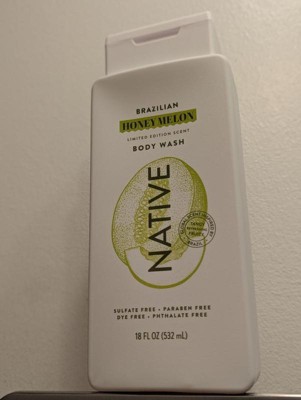 BRAZILIAN
HONEY MELON
LIMITED EDITION SCENT
BODY WASH
NATIVE
SULFATE FREE • PARABEN FREE
DYE FREE • PHTHALATE FREE
18 FL OZ (532 mL)